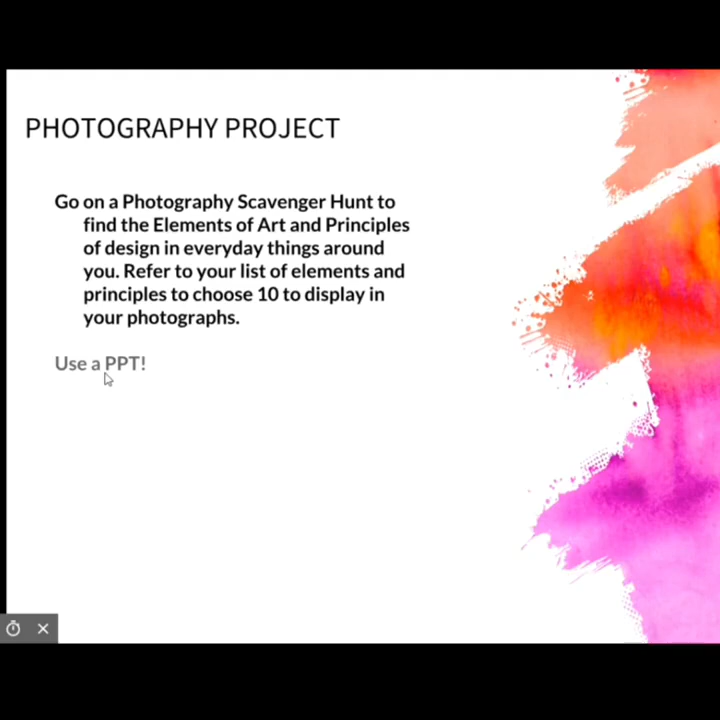 PHOTOGRAPHY PROJECT
Go on a Photography Scavenger Hunt to
find the Elements of Art and Principles
of design in everyday things around
you. Refer to your list of elements and
principles to choose 10 to display in
your photographs.
Use a PPT!